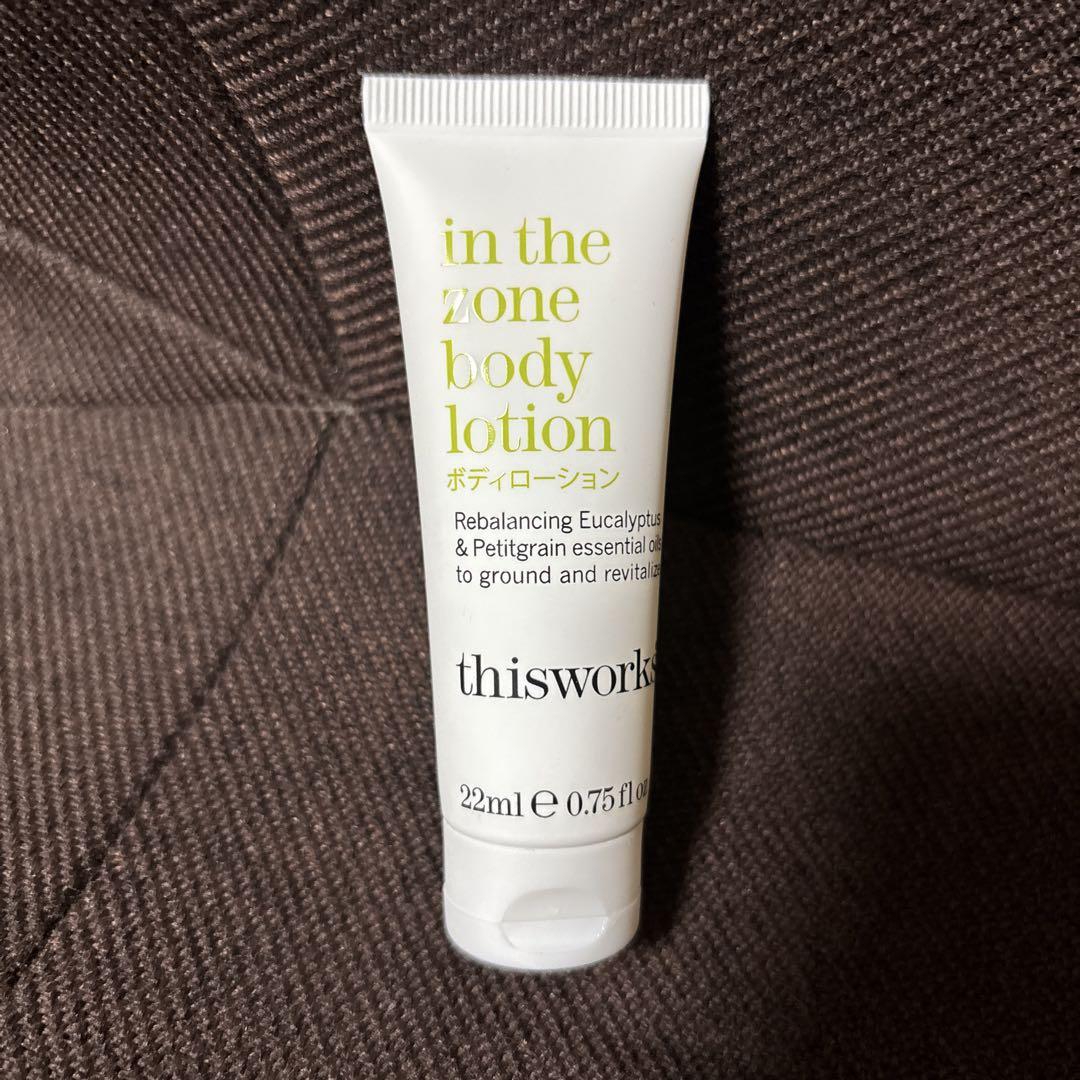 in the
zone
body
lotion
ボディローション
Rebalancing Eucalyptus
& Petitgrain essential oils
to ground and revitalize
thisworks
22ml e 0.75 fl oz